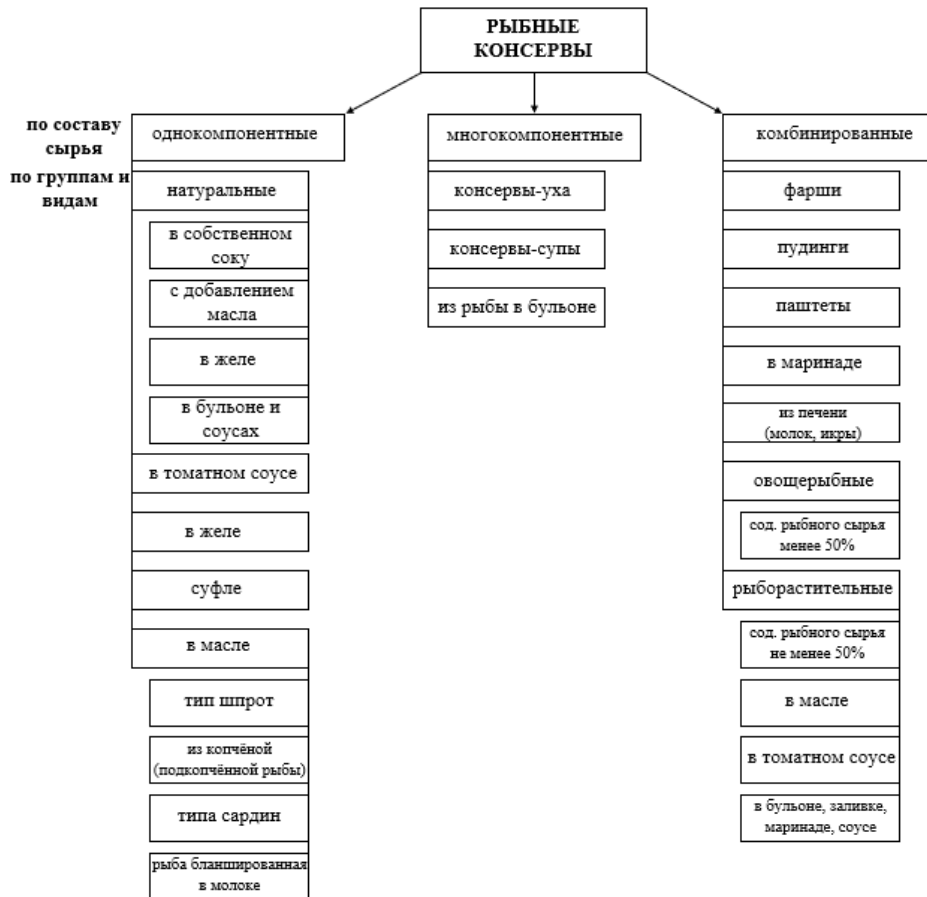 РЫБНЫЕ
КОНСЕРВЫ
по составу
сырья
однокомпонентные
многокомпонентные
комбинированные
по группам и
видам
натуральные
в собственном
соку
с добавлением
масла
в желе
в бульоне и
соусах
в томатном соусе
в желе
суфле
в масле
тип шпрот
из копчёной
(подкопчённой рыбы)
типа сардин
рыба бланшированная
в молоке
консервы-уха
консервы-супы
из рыбы в бульоне
фарши
пудинги
паштеты
в маринаде
из печени
(молок, икры)
овощерыбные
сод. рыбного сырья
менее 50%
рыборастительные
сод. рыбного сырья
не менее 50%
в масле
в томатном соусе
в бульоне, заливке,
маринаде, соусе